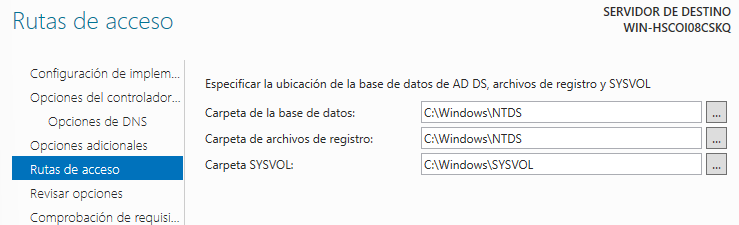 Rutas de acceso
SERVIDOR DE DESTINO
WIN-HSCOI08CSKQ
Configuración de implem...
Opciones del controlador...
Opciones de DNS
Opciones adicionales
Rutas de acceso
Revisar opciones
Comprobación de requisi...
Especificar la ubicación de la base de datos de AD DS, archivos de registro y SYSVOL
Carpeta de la base de datos: C:\Windows\NTDS ...
Carpeta de archivos de registro: C:\Windows\NTDS ...
Carpeta SYSVOL: C:\Windows\SYSVOL ...